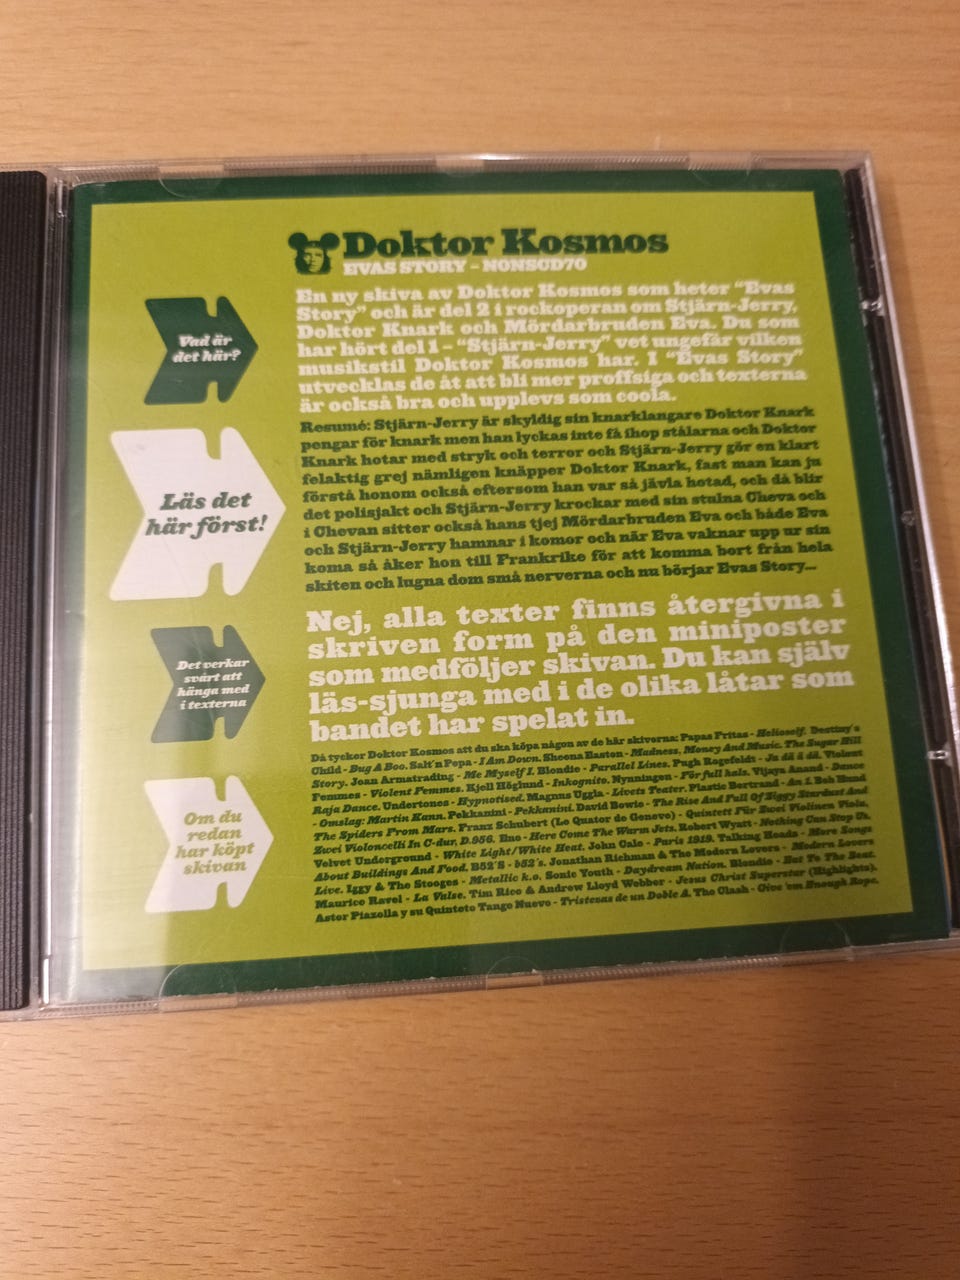 Doktor Kosmos
EVAS STORY – NONSCD70
Vad är
det här?
En ny skiva av Doktor Kosmos som heter "Evas
Story" och är del 2 i rockoperan om Stjärn-Jerry,
Doktor Knark och Mördarbruden Eva. Du som
har hört del 1 – "Stjärn-Jerry" vet ungefär vilken
musikstil Doktor Kosmos har. I "Evas Story"
utvecklas de åt att bli mer proffsiga och texterna
är också bra och upplevs som coola.
Läs det
här först!
Resumé: Stjärn-Jerry är skyldig sin knarklangare Doktor Knark
pengar för knark men han lyckas inte få ihop stålarna och Doktor
Knark hotar med stryk och terror och Stjärn-Jerry gör en klart
felaktig grej nämligen knäpper Doktor Knark, fast man kan ju
förstå honom också eftersom han var så jävla hotad, och då blir
det polisjakt och Stjärn-Jerry krockar med sin stulna Cheva och
i Chevan sitter också hans tjej Mördarbruden Eva och både Eva
och Stjärn-Jerry hamnar i komor och när Eva vaknar upp ur sin
koma så åker hon till Frankrike för att komma bort från hela
skiten och lugna dom små nerverna och nu börjar Evas Story...
Det verkar
svårt att
hänga med
i texterna
Nej, alla texter finns återgivna i
skriven form på den miniposter
som medföljer skivan. Du kan själv
läs-sjunga med i de olika låtar som
bandet har spelat in.
Om du
redan
har köpt
skivan
Då tycker Doktor Kosmos att du ska köpa någon av de här skivorna: Papas Fritas - Helioself. Destiny's
Child - Bug A Boo. Salt'n Pepa - I Am Down. Sheena Easton - Madness, Money And Music. The Sugar Hill
Story. Joan Armatrading - Me Myself I. Blondie - Parallel Lines. Pugh Rogefeldt - Ja dä ä dä. Violent
Femmes - Violent Femmes. Kjell Höglund - Inkognito. Nynningen - För full hals. Vijaya Anand - Dance
Raja Dance. Undertones - Hypnotised. Magnus Uggla - Livets Teater. Plastic Bertrand - An 1. Bob Hund
- Omslag: Martin Kann. Pekkanini - Pekkanini. David Bowie - The Rise And Fall Of Ziggy Stardust And
The Spiders From Mars. Franz Schubert (Le Quator de Genevo) - Quintett Für Zwei Violinen Viola,
Zwei Violoncelli In C-dur, D.956. Eno - Here Come The Warm Jets. Robert Wyatt - Nothing Can Stop Us.
Velvet Underground - White Light/White Heat. John Cale - Paris 1919. Talking Heads - More Songs
About Buildings And Food. B52'S - b52's. Jonathan Richman & The Modern Lovers - Modern Lovers
Live. Iggy & The Stooges - Metallic k.o. Sonic Youth - Daydream Nation. Blondie - Eat To The Beat.
Maurice Ravel - La Valse. Tim Rice & Andrew Lloyd Webber - Jesus Christ Superstar (Highlights).
Astor Piazolla y su Quinteto Tango Nuevo - Tristezas de un Doble A. The Clash - Give 'em Enough Rope.